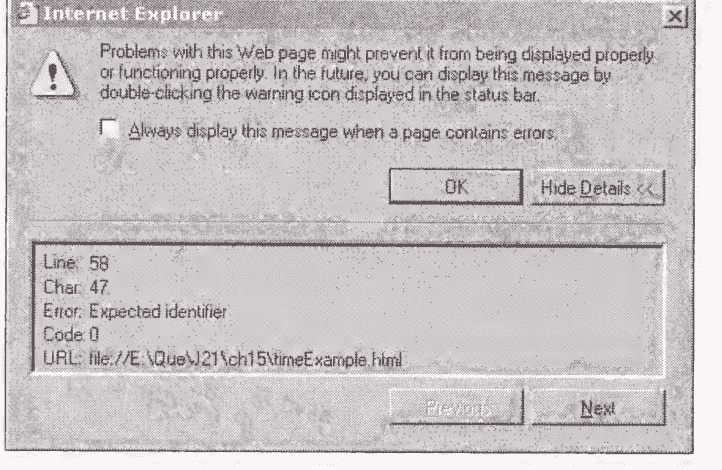 Internet Explorer
Problems with this Web page might prevent it from being displayed properly
or functioning properly. In the future, you can display this message by
double-clicking the warning icon displayed in the status bar.
Always display this message when a page contains errors.
OK
Hide Details <<
Line: 58
Char: 47
Error: Expected identifier
Code: 0
URL: file://E:\Que\J21\ch15\timeExample.html
Previous
Next